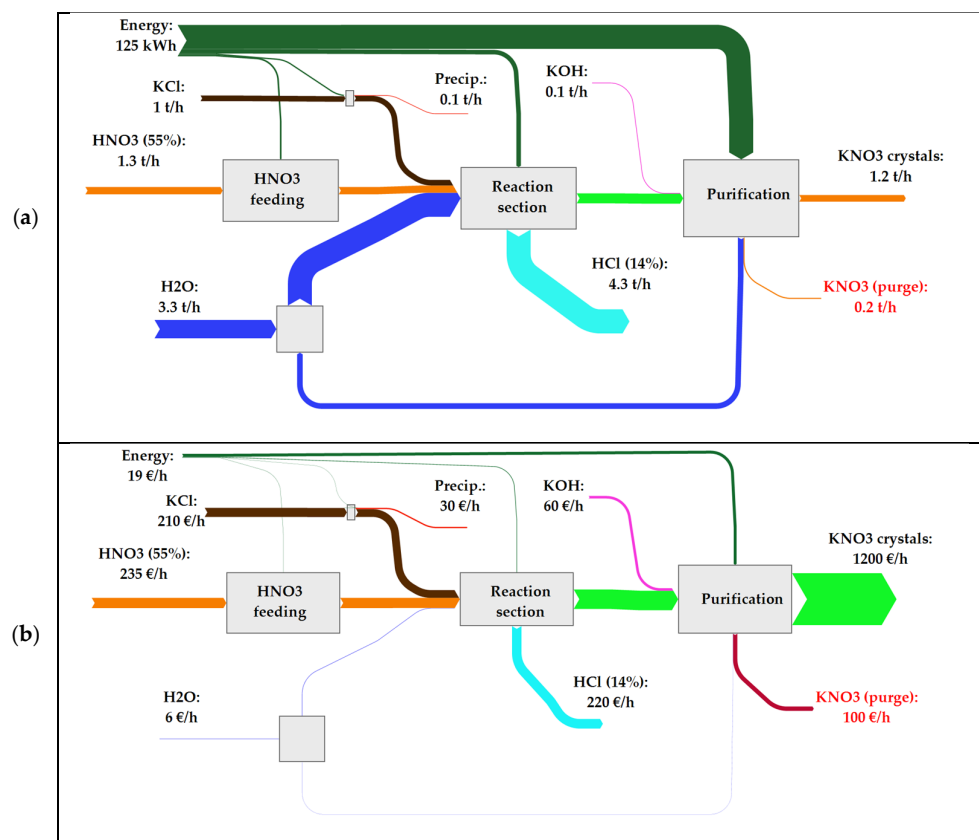 (a)
Energy:
125 kWh
KCl:
1 t/h
Precip.:
0.1 t/h
KOH:
0.1 t/h
HNO3 (55%):
1.3 t/h
HNO3
feeding
Reaction
section
Purification
KNO3 crystals:
1.2 t/h
H2O:
3.3 t/h
HCl (14%):
4.3 t/h
KNO3 (purge):
0.2 t/h
(b)
Energy:
19 €/h
KCl:
210 €/h
Precip.:
30 €/h
KOH:
60 €/h
HNO3 (55%):
235 €/h
HNO3
feeding
Reaction
section
Purification
KNO3 crystals:
1200 €/h
H2O:
6 €/h
HCl (14%):
220 €/h
KNO3 (purge):
100 €/h